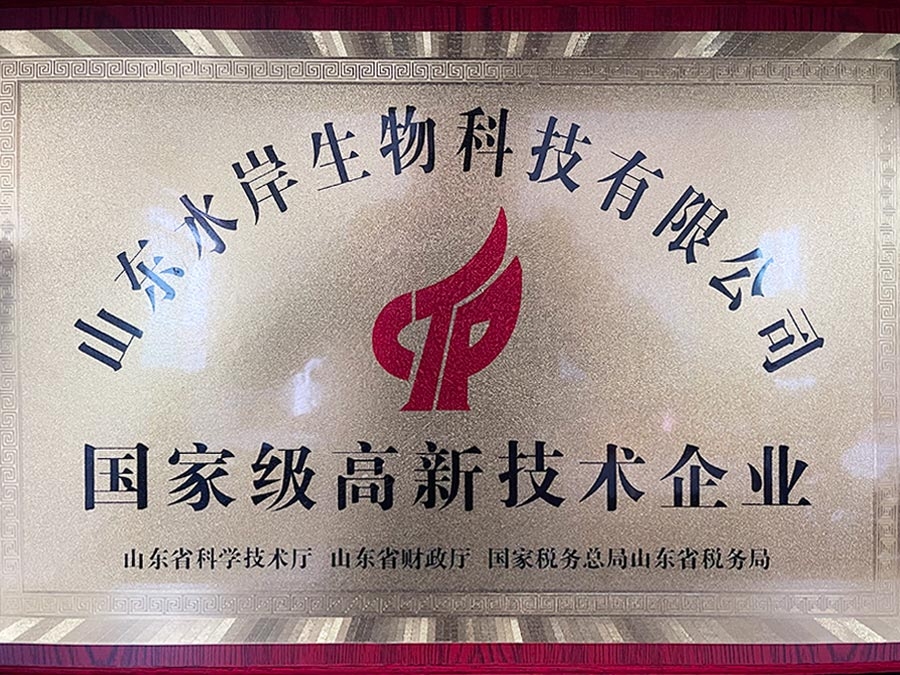 山东水岸生物科技有限公司
国家级高新技术企业
山东省科学技术厅 山东省财政厅 国家税务总局山东省税务局